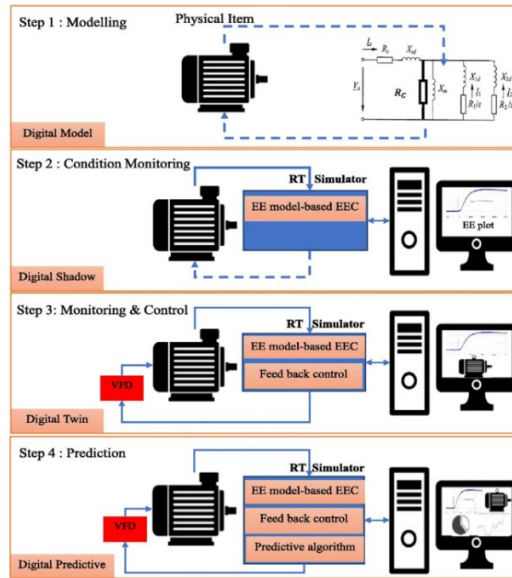 Step 1 : Modelling
Physical Item
Digital Model
Step 2 : Condition Monitoring
RT Simulator
EE model-based EEC
EE plot
Digital Shadow
Step 3: Monitoring & Control
RT Simulator
EE model-based EEC
Feed back control
VFD
Digital Twin
Step 4 : Prediction
RT Simulator
EE model-based EEC
Feed back control
Predictive algorithm
VFD
Digital Predictive